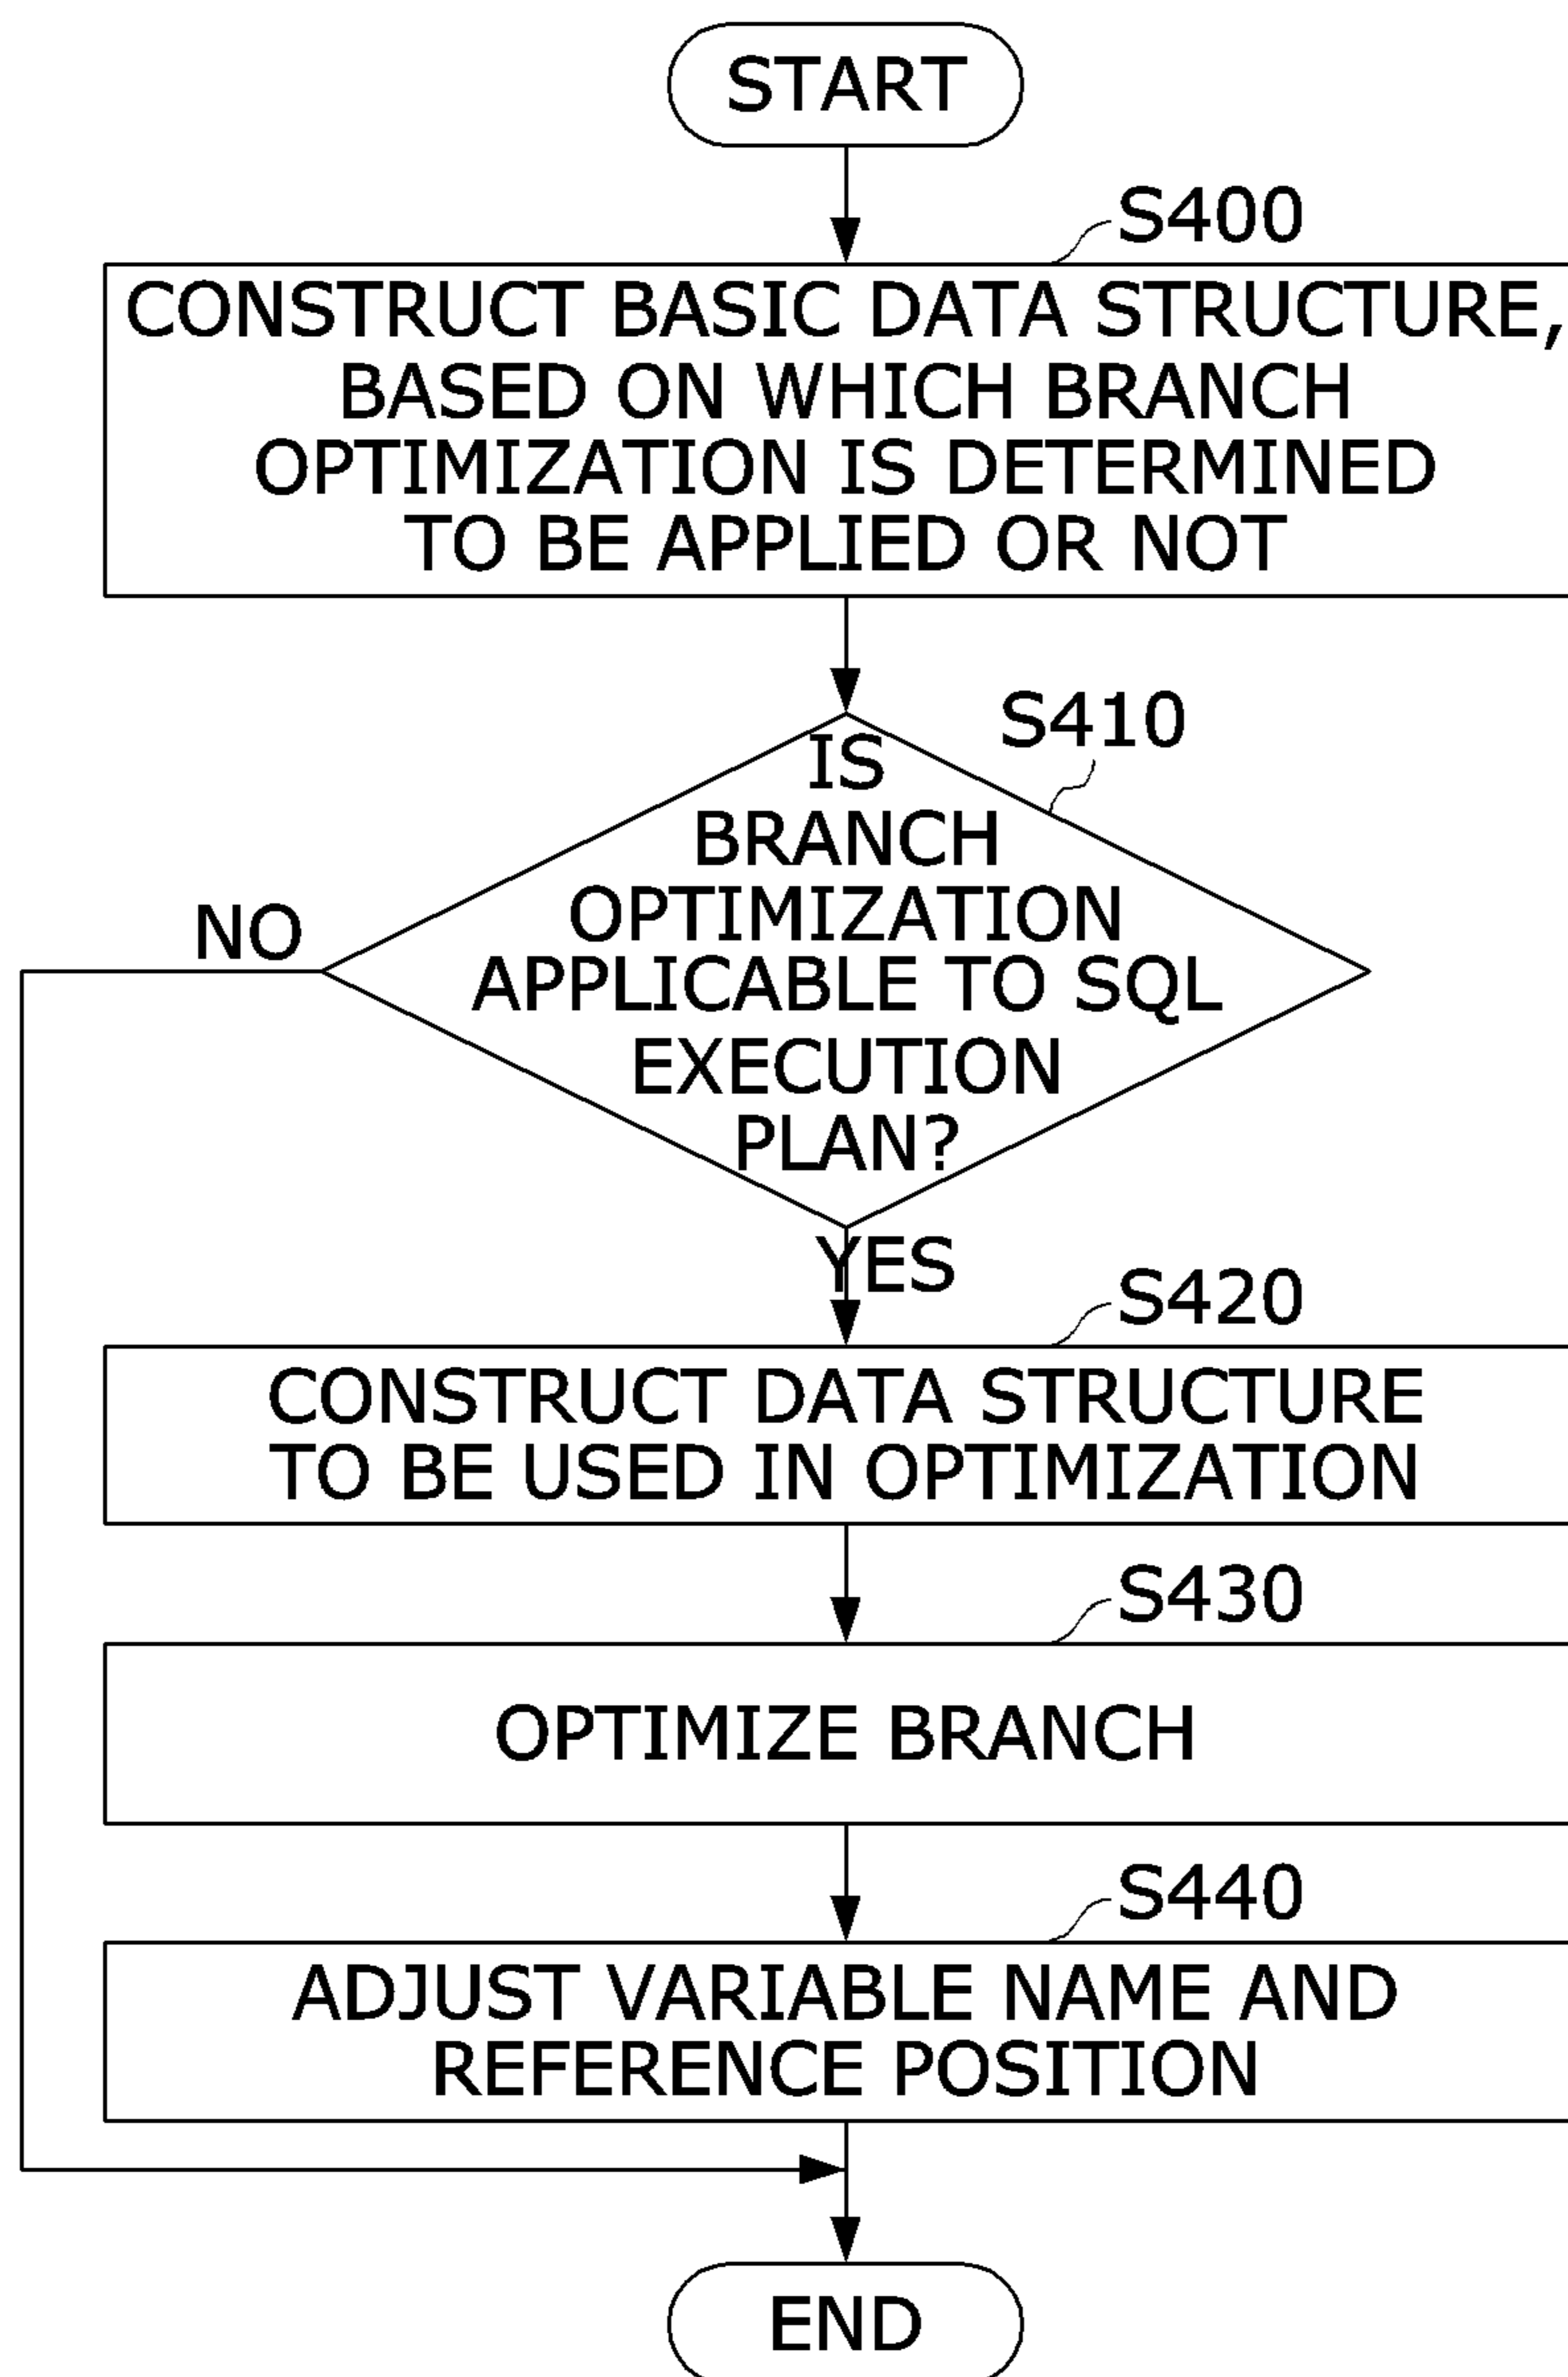 START
S400
CONSTRUCT BASIC DATA STRUCTURE,
BASED ON WHICH BRANCH
OPTIMIZATION IS DETERMINED
TO BE APPLIED OR NOT
S410
IS
BRANCH
OPTIMIZATION
APPLICABLE TO SQL
EXECUTION
PLAN?
NO
YES
S420
CONSTRUCT DATA STRUCTURE
TO BE USED IN OPTIMIZATION
S430
OPTIMIZE BRANCH
S440
ADJUST VARIABLE NAME AND
REFERENCE POSITION
END